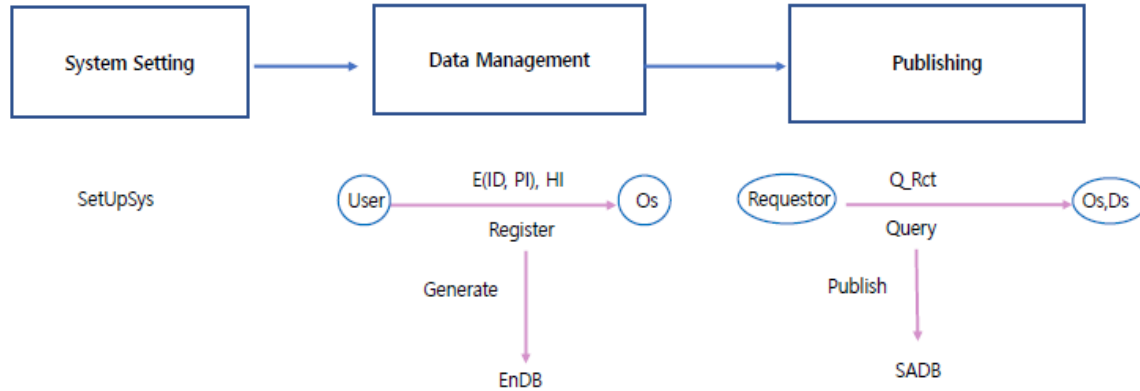 System Setting
Data Management
Publishing
SetUpSys
User
E(ID, PI), HI
Os
Register
Generate
EnDB
Requestor
Q_Rct
Os,Ds
Query
Publish
SADB